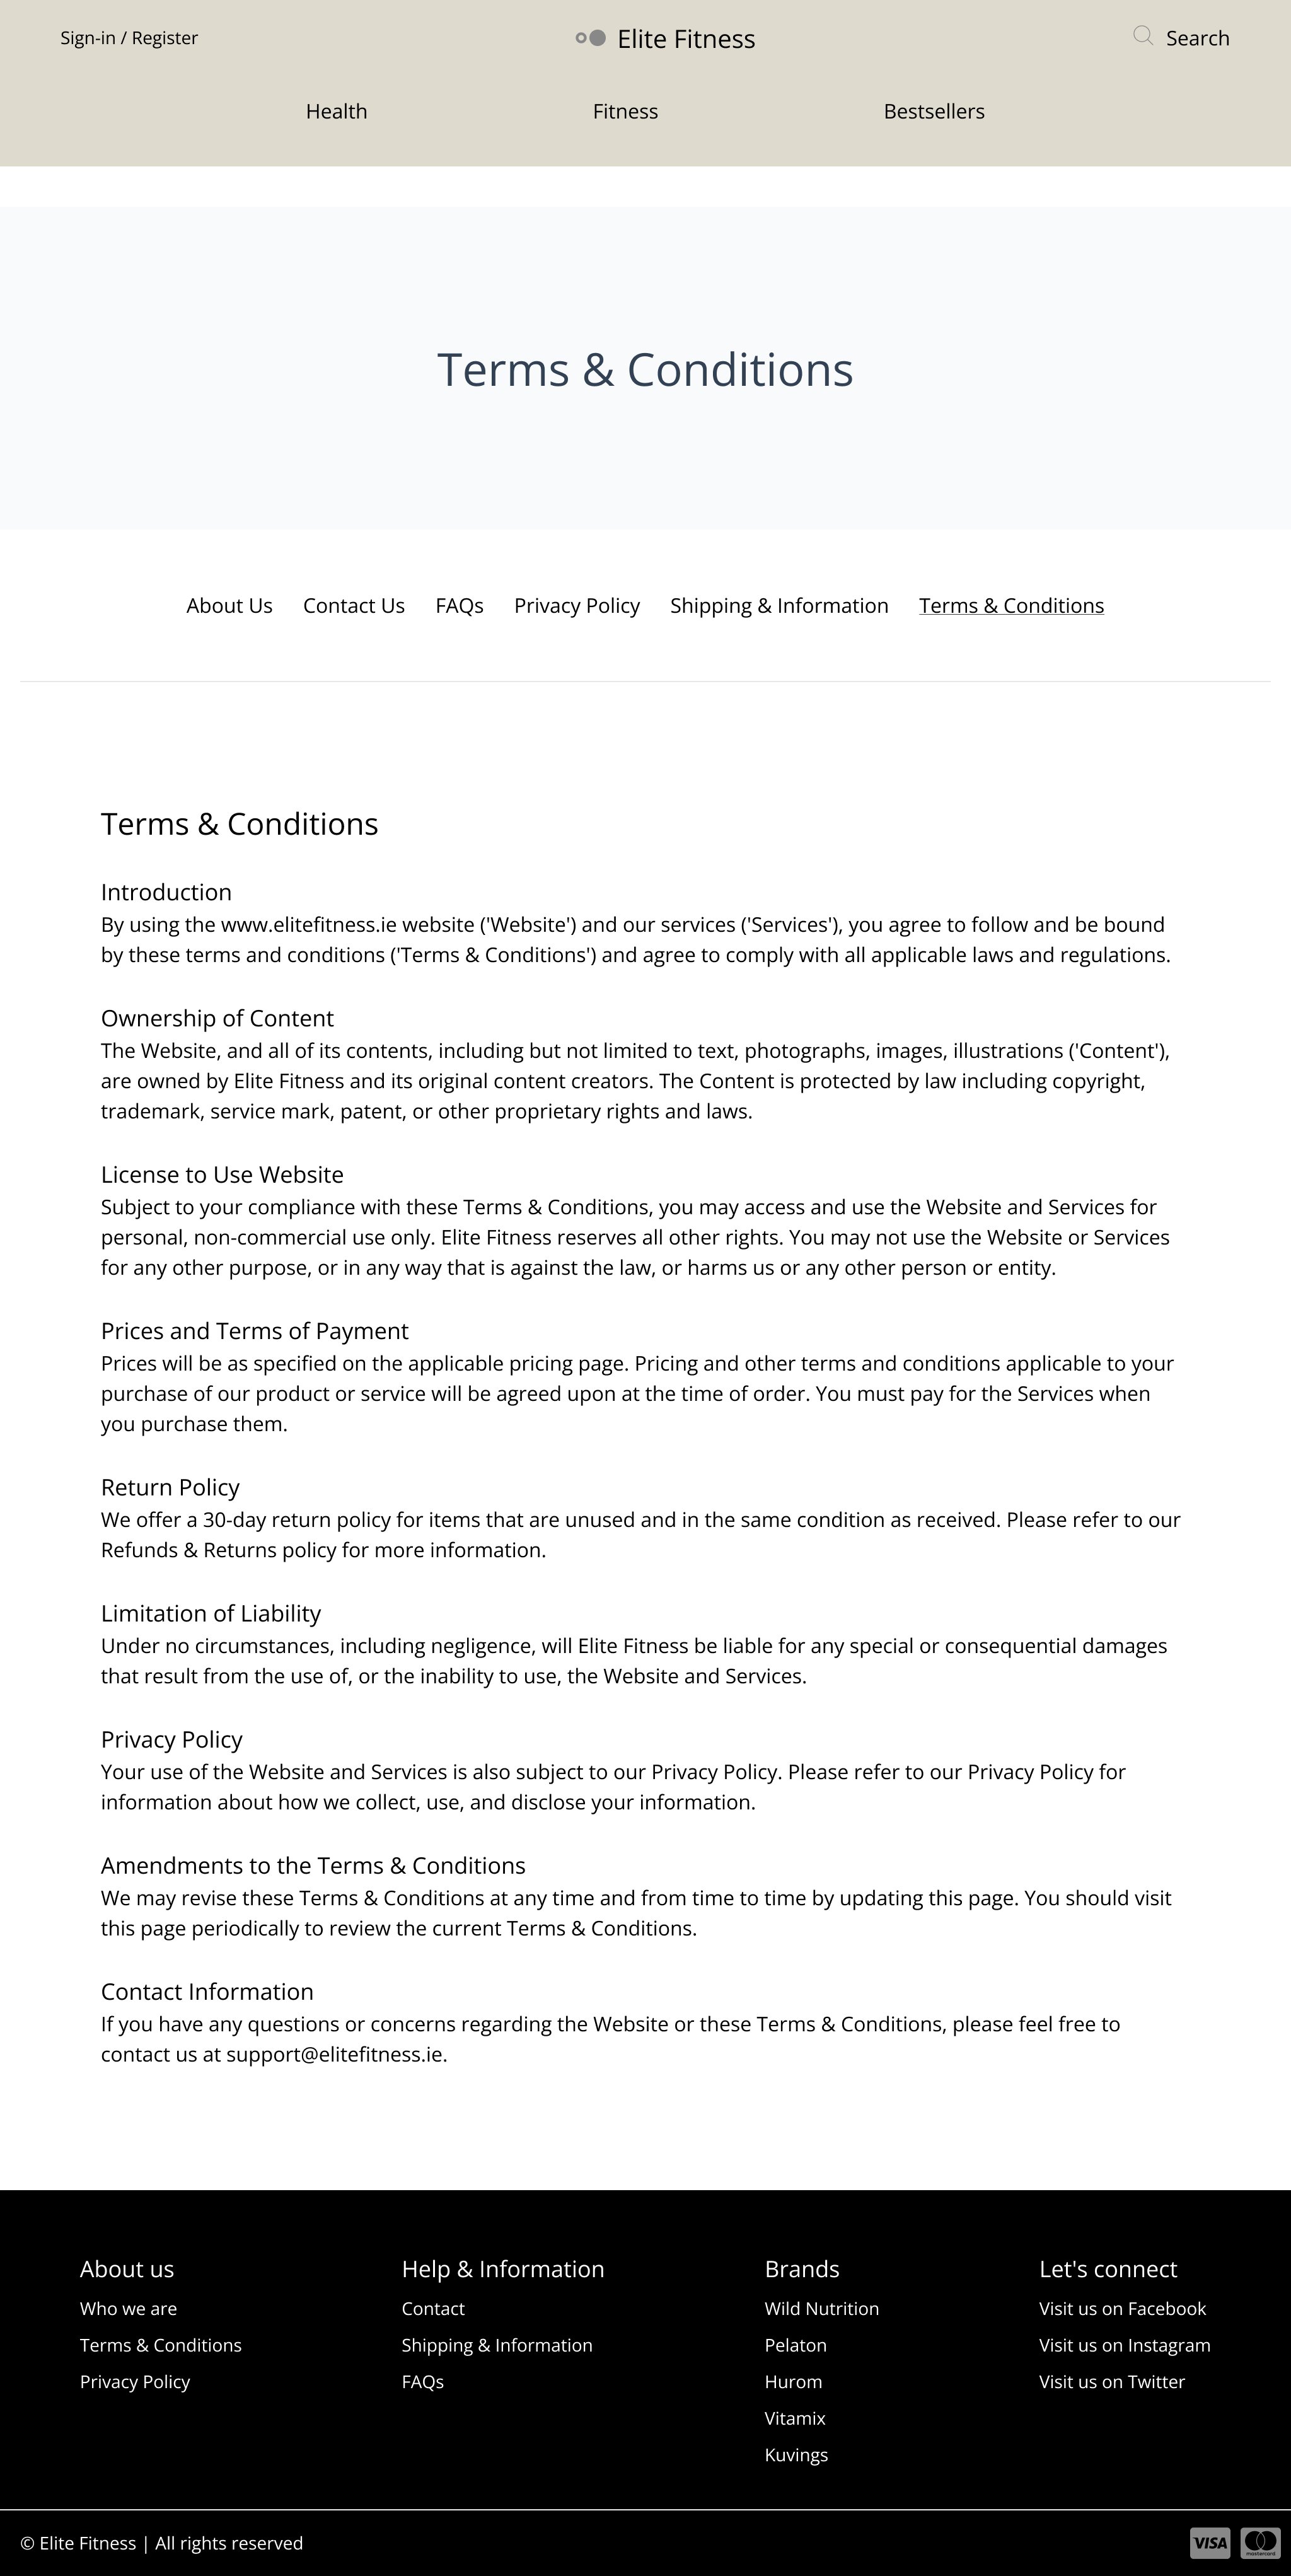 Sign-in / Register
Elite Fitness
Search
Health
Fitness
Bestsellers
Terms & Conditions
About Us
Contact Us
FAQs
Privacy Policy
Shipping & Information
Terms & Conditions
Terms & Conditions
Introduction
By using the www.elitefitness.ie website ('Website') and our services ('Services'), you agree to follow and be bound
by these terms and conditions ('Terms & Conditions') and agree to comply with all applicable laws and regulations.
Ownership of Content
The Website, and all of its contents, including but not limited to text, photographs, images, illustrations ('Content'),
are owned by Elite Fitness and its original content creators. The Content is protected by law including copyright,
trademark, service mark, patent, or other proprietary rights and laws.
License to Use Website
Subject to your compliance with these Terms & Conditions, you may access and use the Website and Services for
personal, non-commercial use only. Elite Fitness reserves all other rights. You may not use the Website or Services
for any other purpose, or in any way that is against the law, or harms us or any other person or entity.
Prices and Terms of Payment
Prices will be as specified on the applicable pricing page. Pricing and other terms and conditions applicable to your
purchase of our product or service will be agreed upon at the time of order. You must pay for the Services when
you purchase them.
Return Policy
We offer a 30-day return policy for items that are unused and in the same condition as received. Please refer to our
Refunds & Returns policy for more information.
Limitation of Liability
Under no circumstances, including negligence, will Elite Fitness be liable for any special or consequential damages
that result from the use of, or the inability to use, the Website and Services.
Privacy Policy
Your use of the Website and Services is also subject to our Privacy Policy. Please refer to our Privacy Policy for
information about how we collect, use, and disclose your information.
Amendments to the Terms & Conditions
We may revise these Terms & Conditions at any time and from time to time by updating this page. You should visit
this page periodically to review the current Terms & Conditions.
Contact Information
If you have any questions or concerns regarding the Website or these Terms & Conditions, please feel free to
contact us at support@elitefitness.ie.
About us
Who we are
Terms & Conditions
Privacy Policy
Help & Information
Contact
Shipping & Information
FAQs
Brands
Wild Nutrition
Pelaton
Hurom
Vitamix
Kuvings
Let's connect
Visit us on Facebook
Visit us on Instagram
Visit us on Twitter
© Elite Fitness | All rights reserved
VISA
mastercard